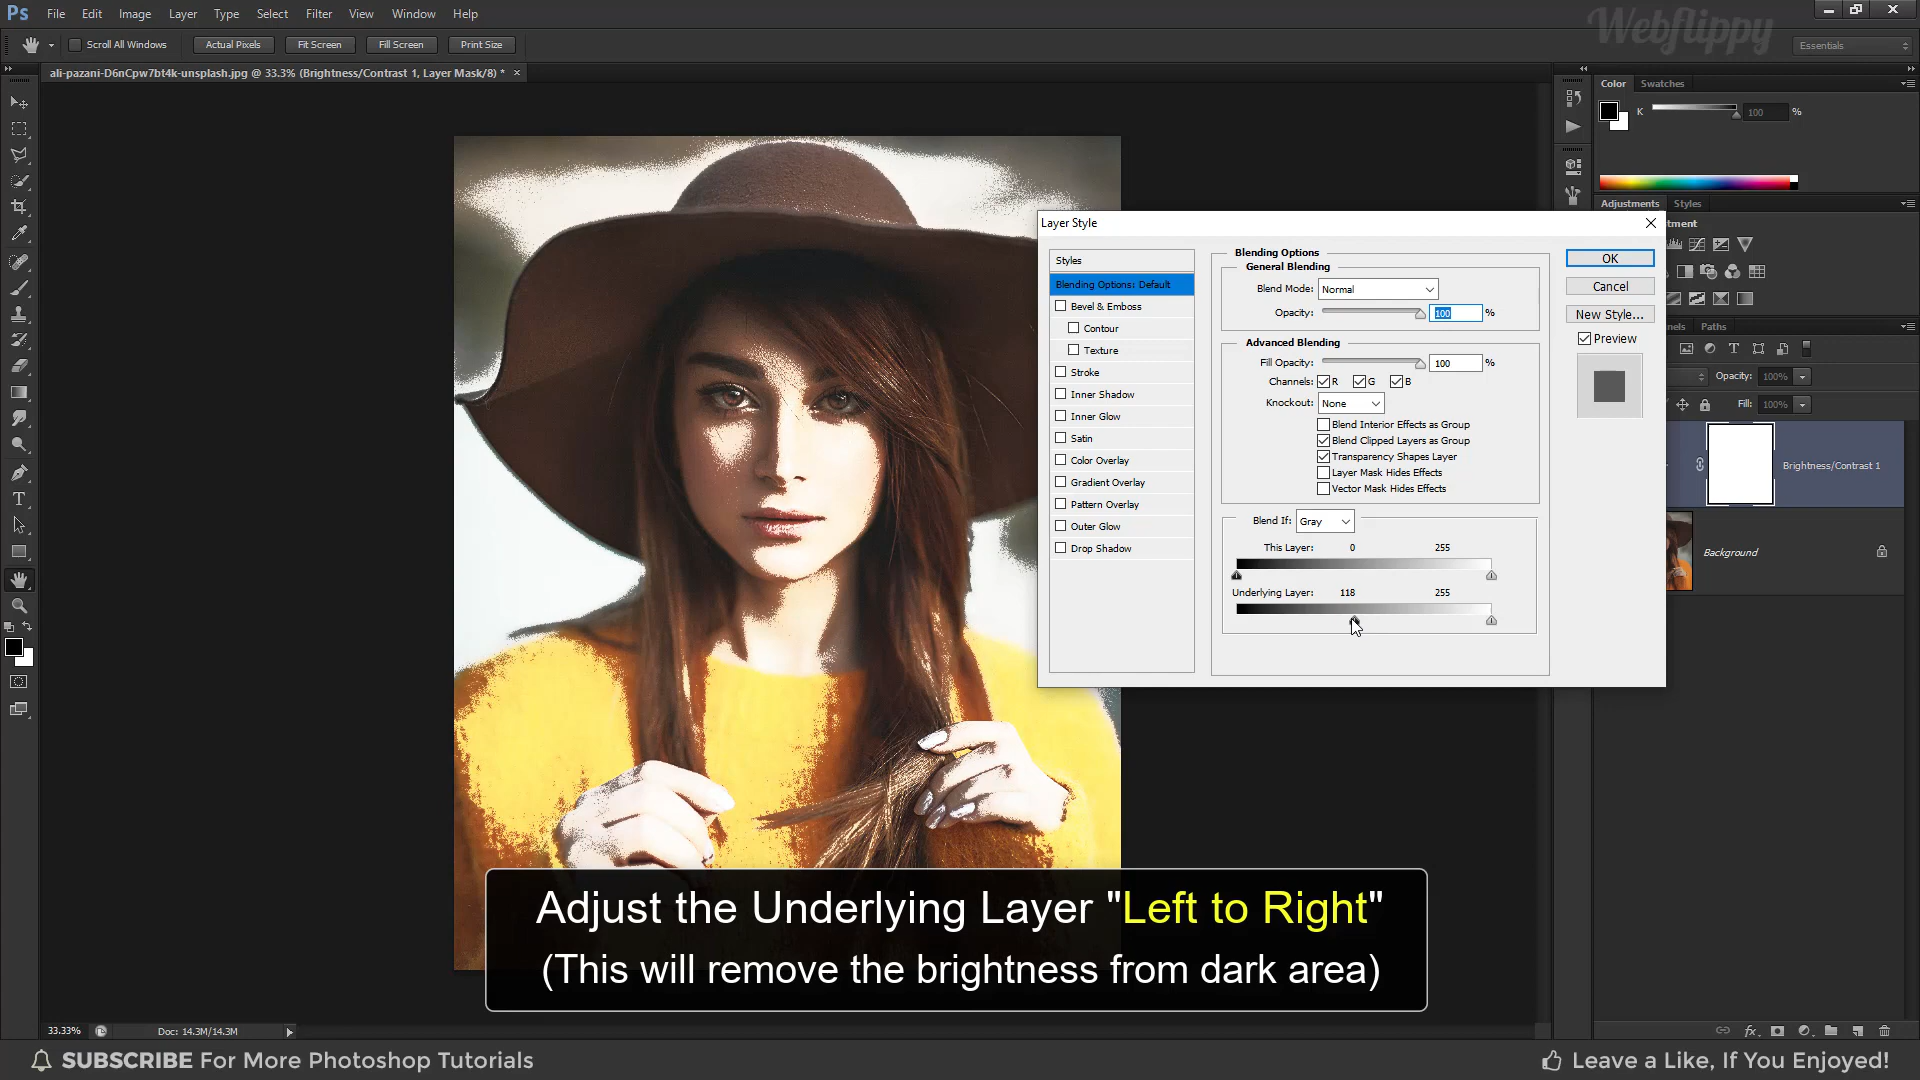 Ps File Edit Image Layer Type Select Filter View Window Help
Webflippy
Scroll All Windows Actual Pixels Fit Screen Fill Screen Print Size
Essentials
ali-pazani-D6nCpw7bt4k-unsplash.jpg @ 33.3% (Brightness/Contrast 1, Layer Mask/8) * ×
Color Swatches
K 100 %
Adjustments Styles
Layer Style
Styles
Blending Options: Default
Bevel & Emboss
Contour
Texture
Stroke
Inner Shadow
Inner Glow
Satin
Color Overlay
Gradient Overlay
Pattern Overlay
Outer Glow
Drop Shadow
Blending Options
General Blending
Blend Mode: Normal
Opacity: 100 %
Advanced Blending
Fill Opacity: 100 %
Channels: R G B
Knockout: None
Blend Interior Effects as Group
Blend Clipped Layers as Group
Transparency Shapes Layer
Layer Mask Hides Effects
Vector Mask Hides Effects
Blend If: Gray
This Layer: 0 255
Underlying Layer: 118 255
OK
Cancel
New Style...
Preview
tment
nels Paths
T
Opacity: 100%
Fill: 100%
Brightness/Contrast 1
Background
Adjust the Underlying Layer "Left to Right"
(This will remove the brightness from dark area)
33.33% Doc: 14.3M/14.3M
fx
SUBSCRIBE For More Photoshop Tutorials
Leave a Like, If You Enjoyed!